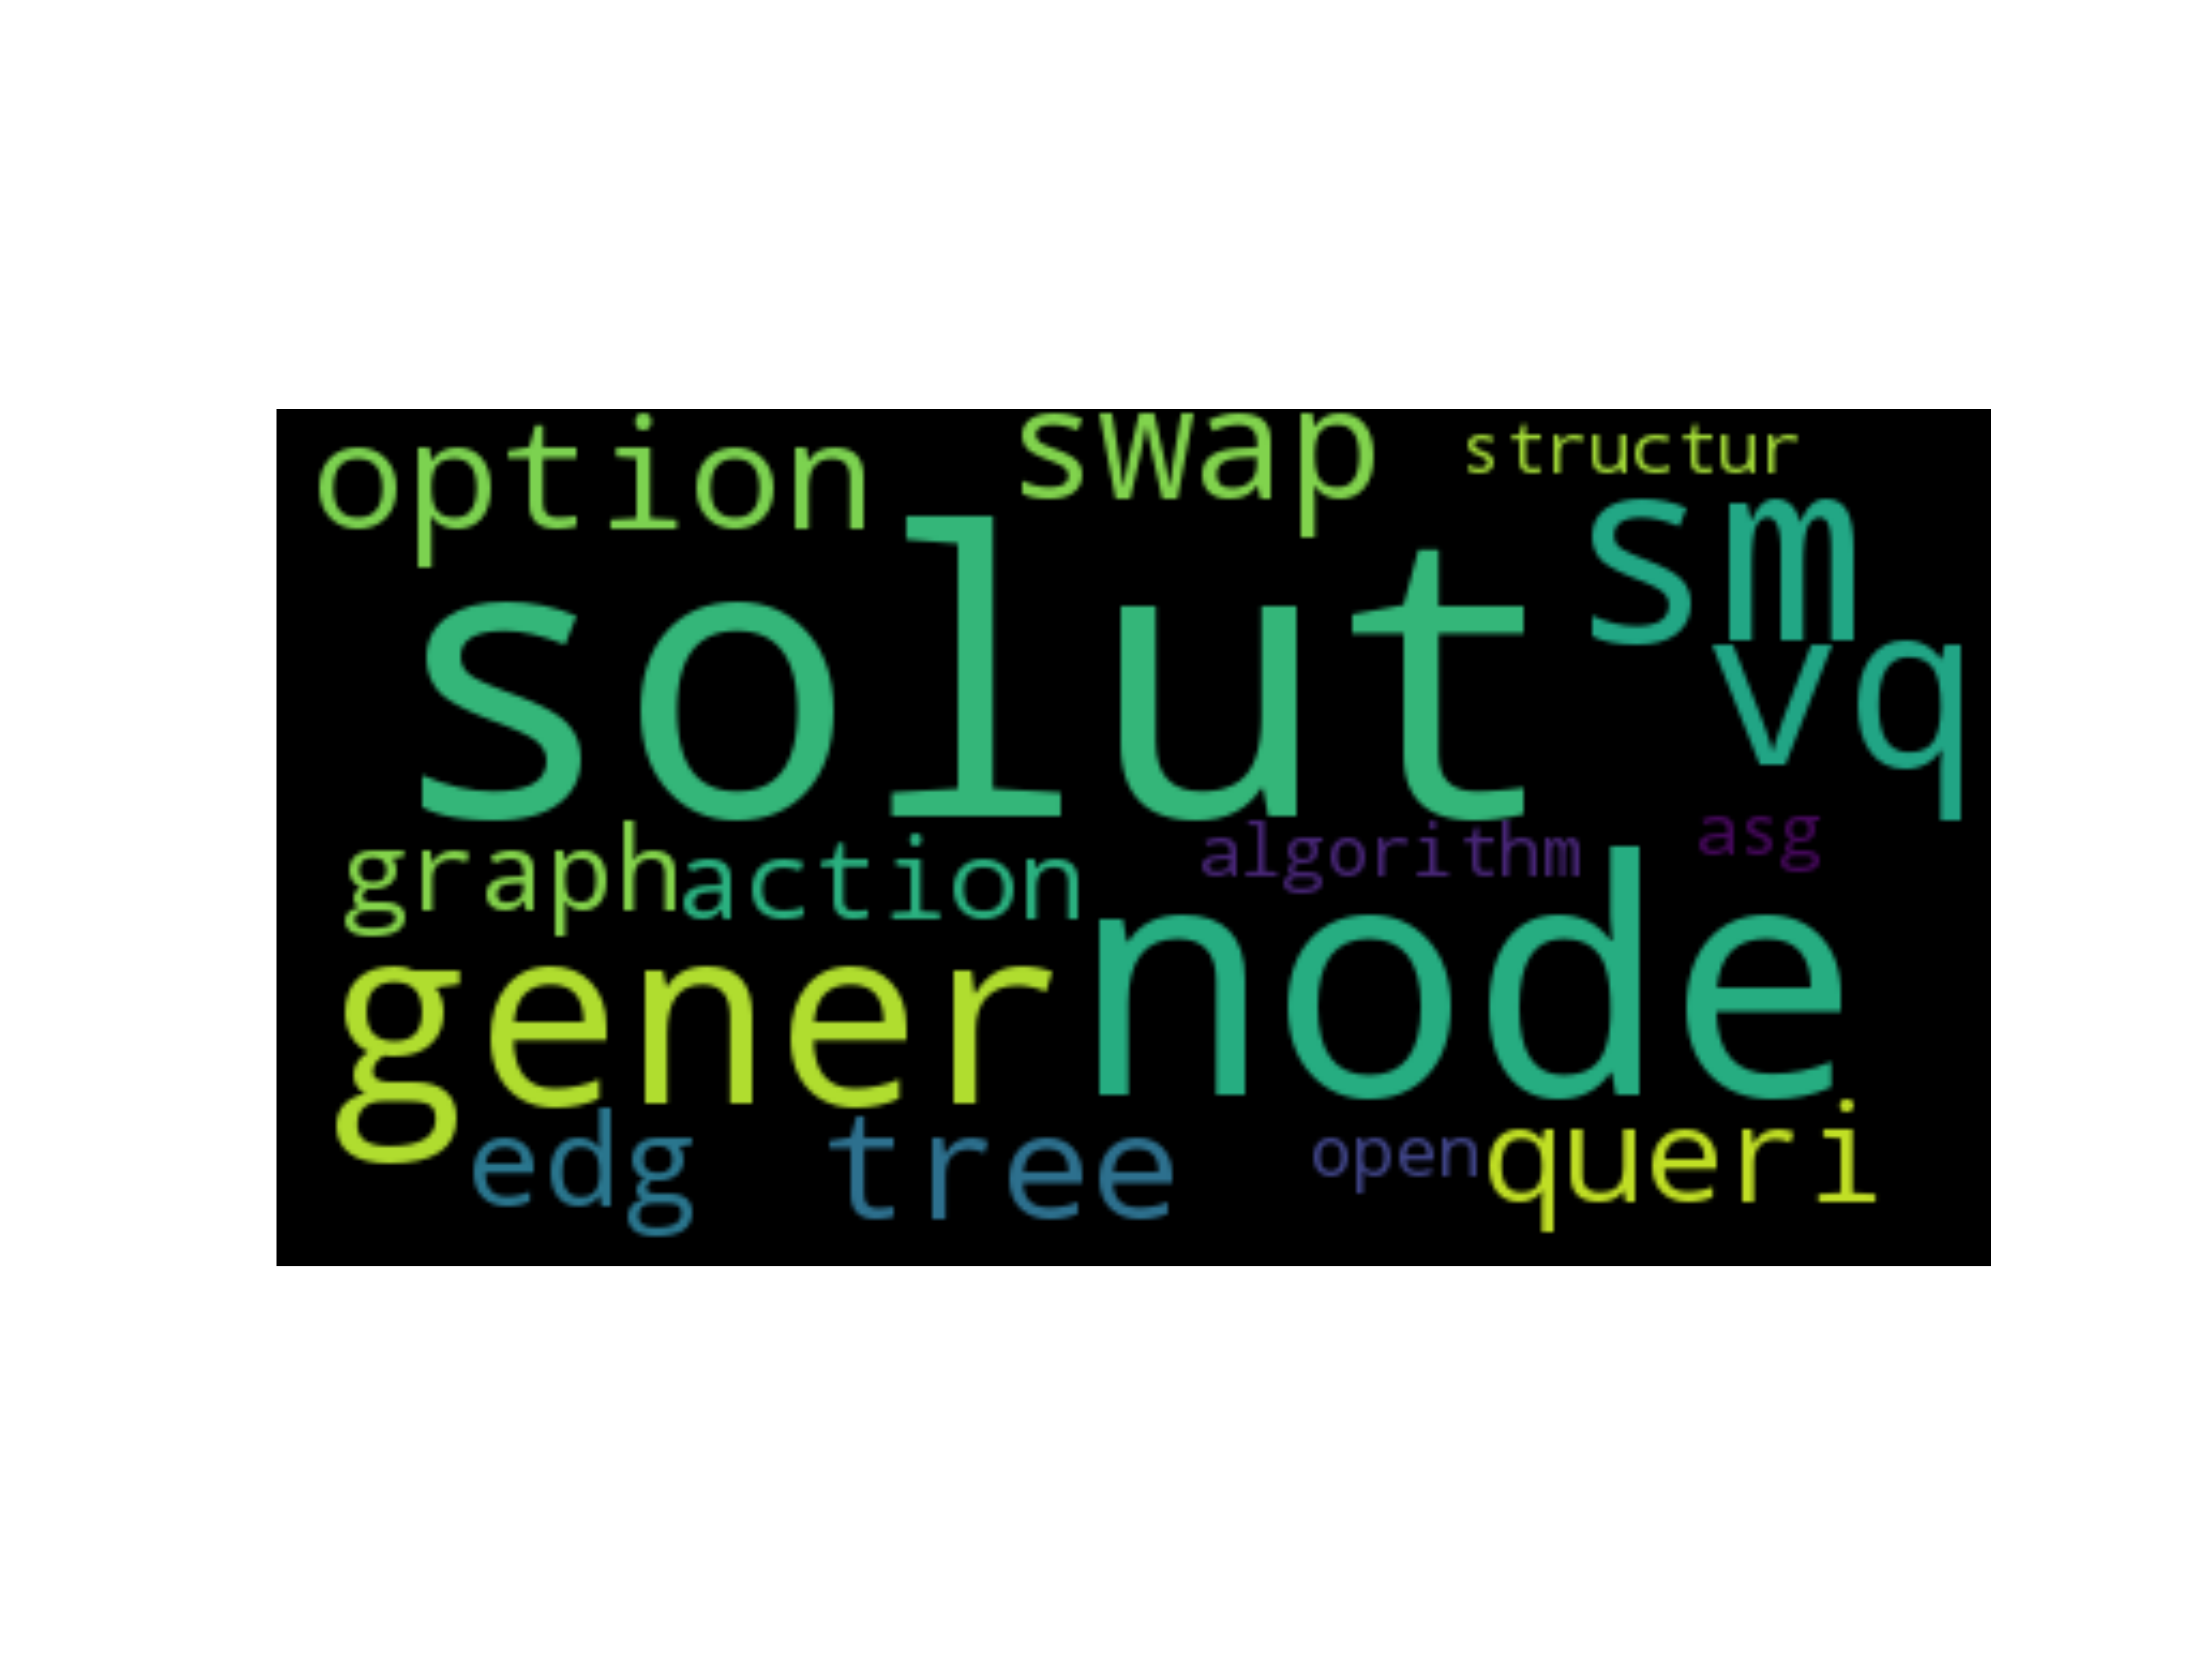 option swap structur
solut sm
vq
graph action algorithm asg
gener node
edg tree open queri